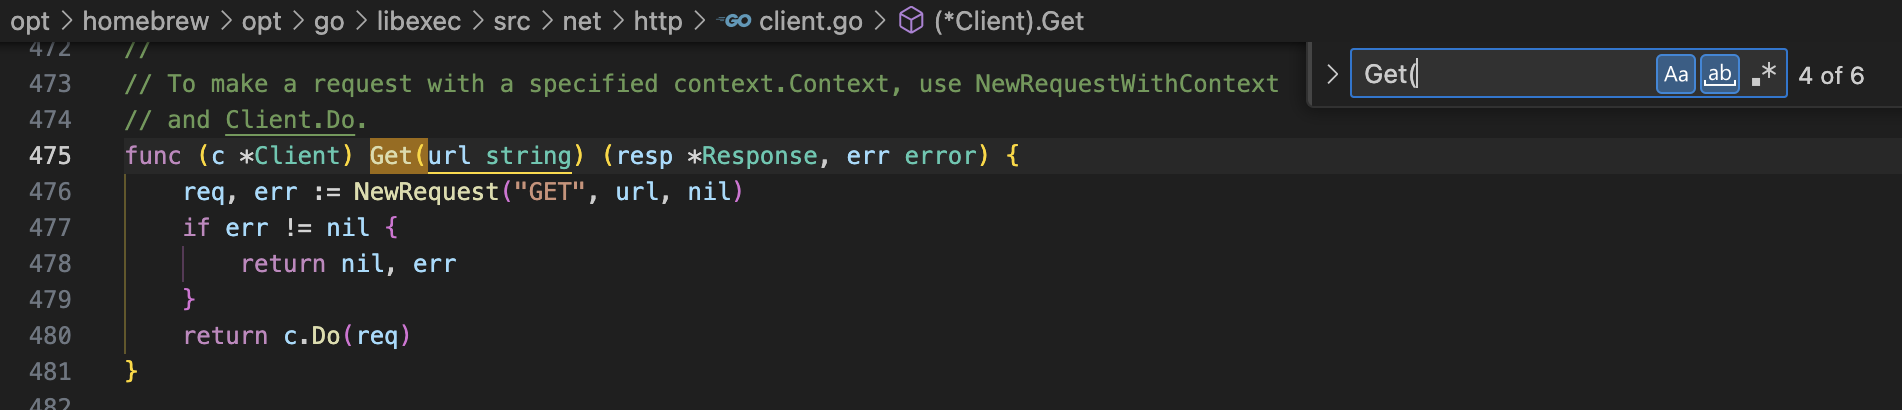 opt > homebrew > opt > go > libexec > src > net > http > GO client.go > (*Client).Get
Get( Aa ab .* 4 of 6
472 //
473 // To make a request with a specified context.Context, use NewRequestWithContext
474 // and Client.Do.
475 func (c *Client) Get(url string) (resp *Response, err error) {
476 req, err := NewRequest("GET", url, nil)
477 if err != nil {
478 return nil, err
479 }
480 return c.Do(req)
481 }
482